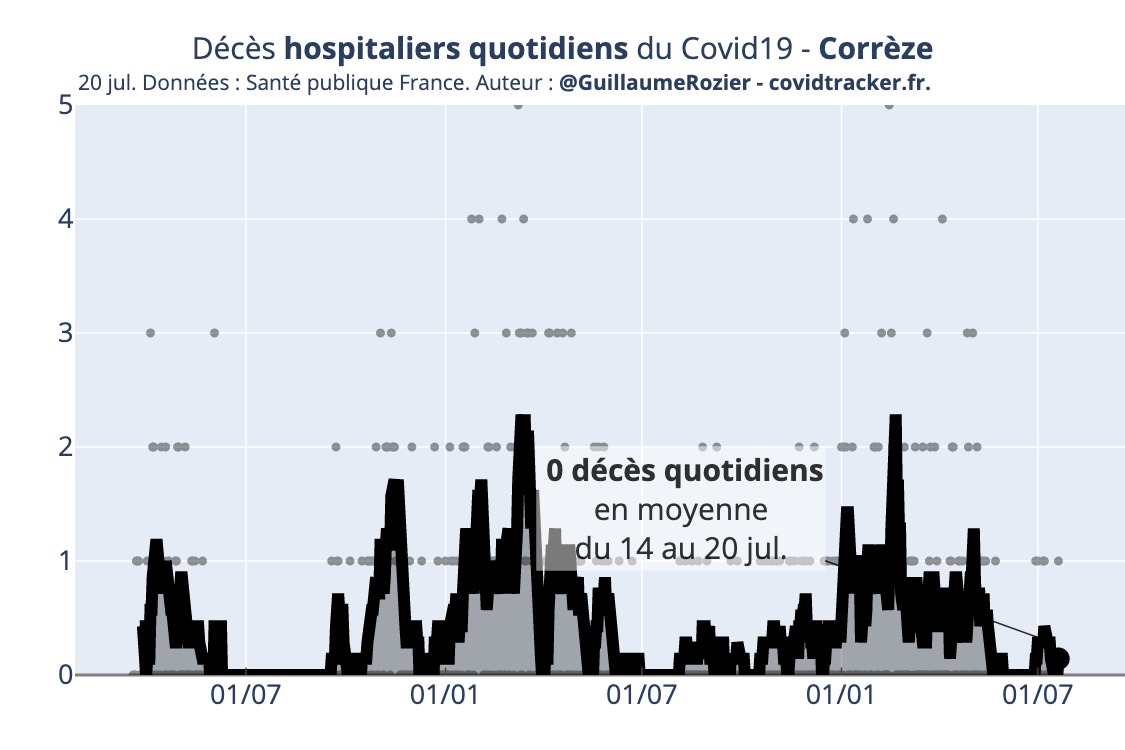 Décès hospitaliers quotidiens du Covid19 - Corrèze
20 jul. Données : Santé publique France. Auteur : @GuillaumeRozier - covidtracker.fr.
5
4
3
2
1
0
0 décès quotidiens
en moyenne
du 14 au 20 jul.
01/07 01/01 01/07 01/01 01/07